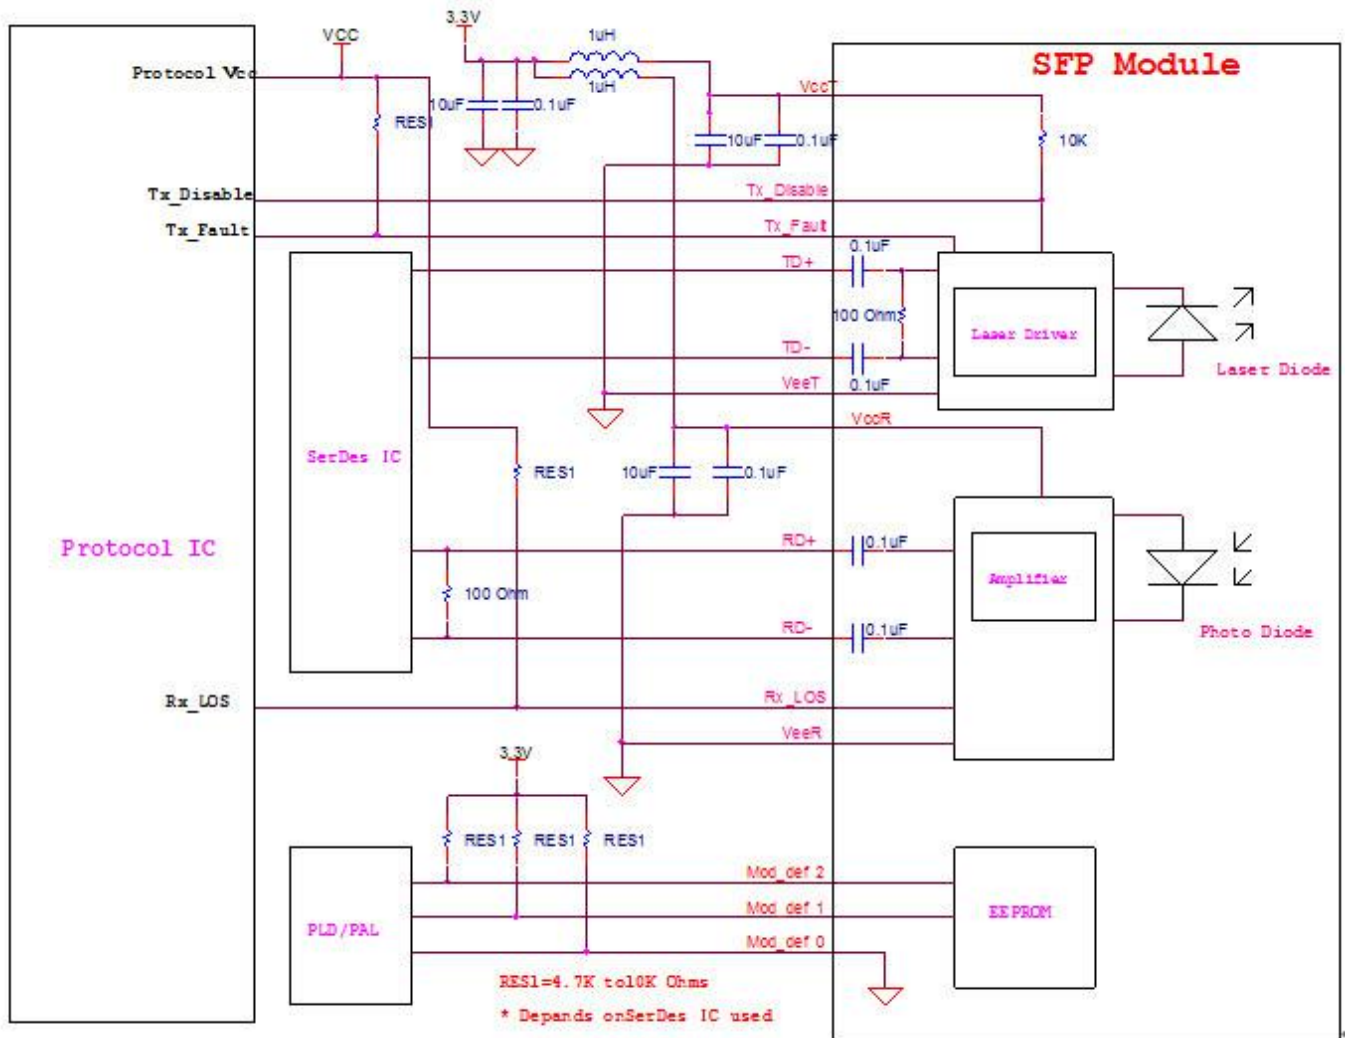 3.3V
VCC
1uH
SFP Module
Protocol Vcc
1uH
VccT
10uF
0.1uF
RES1
10uF
0.1uF
10K
Tx_Disable
Tx_Disable
Tx_Fault
Tx_Fault
0.1uF
TD+
100 Ohm
Laser Driver
TD-
Laser Diode
VeeT
0.1uF
VccR
SerDes IC
RES1
10uF
0.1uF
Protocol IC
RD+
0.1uF
Amplifier
100 Ohm
RD-
0.1uF
Photo Diode
Rx_LOS
Rx_LOS
VeeR
3.3V
RES1
RES1
RES1
Mod_def 2
Mod_def 1
EEPROM
PLD/PAL
Mod_def 0
RES1=4.7K to10K Ohms
* Depands onSerDes IC used